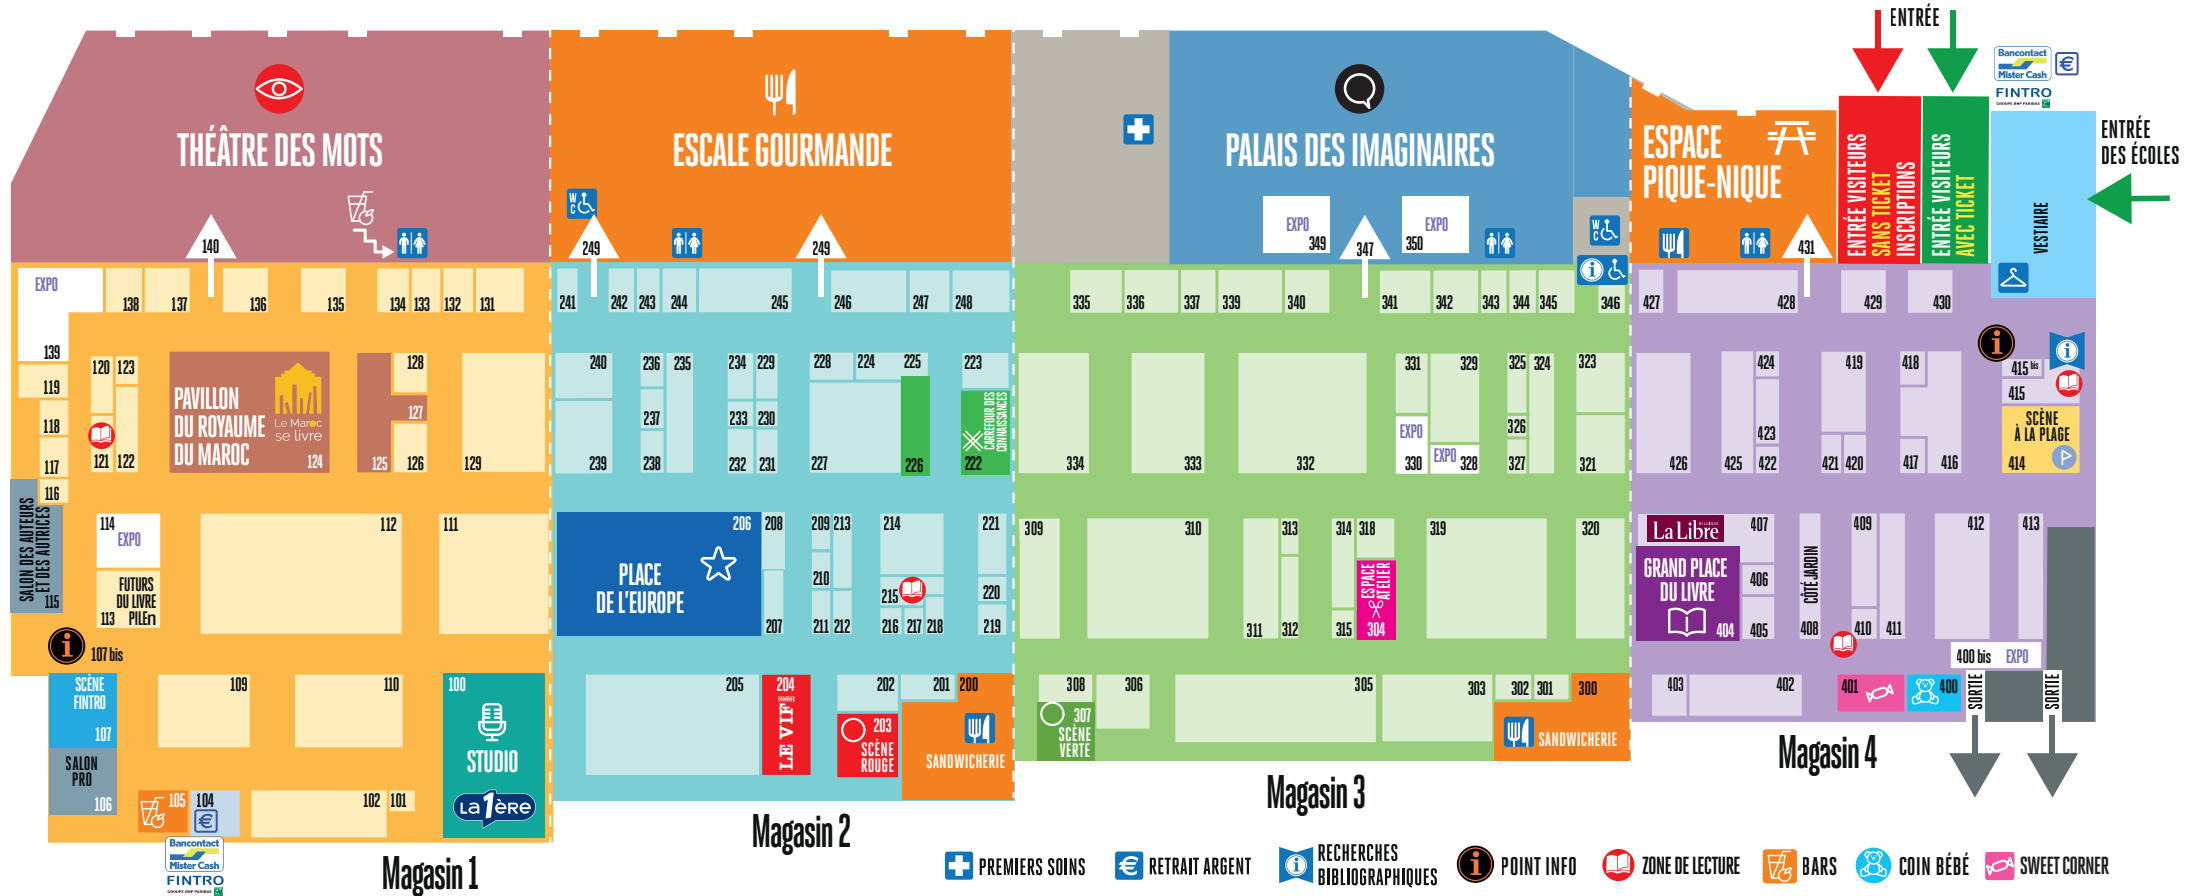 ENTRÉE
Bancontact
Mister Cash
€
FINTRO
GROUPE BNP PARIBAS
ENTRÉE
DES ÉCOLES
THÉÂTRE DES MOTS
ESCALE GOURMANDE
PALAIS DES IMAGINAIRES
ESPACE
PIQUE-NIQUE
ENTRÉE VISITEURS
SANS TICKET
INSCRIPTIONS
ENTRÉE VISITEURS
AVEC TICKET
VESTIAIRE
140
WC
249
249
EXPO
349
347
EXPO
350
WC
431
EXPO
139
138 137 136 135 134 133 132 131
241 242 243 244 245 246 247 248
335 336 337 339 340 341 342 343 344 345 346
427 428 429 430
119
118
117
116
120 123
121 122
PAVILLON
DU ROYAUME
DU MAROC
Le Maroc
se livre
124
125
128
127
126
129
240
239
236 235
237
238
234 229
233 230
232 231
228 224 225
227
226
223
CARREFOUR DES
CONNAISSANCES
222
334 333 332
331 329
EXPO
330
EXPO
328
325 324
326
327
323
321
426 425
424
423
422
419
421 420
418
417 416
415 bis
415
SCÈNE
À LA PLAGE
414
P
SALON DES AUTEURS
ET DES AUTRICES
115
114
EXPO
FUTURS
DU LIVRE
113 PILEn
112
111
206
PLACE
DE L'EUROPE
208
207
209 213
210
211 212
214
215
216 217 218
221
220
219
309
310
311
313
312
314 318
315
ESPACE
ATELIER
304
319
320
La Libre
BELGIQUE
GRAND PLACE
DU LIVRE
404
407
406
405
CÔTÉ JARDIN
408
409
410 411
412
413
400 bis EXPO
107 bis
SCÈNE
FINTRO
107
SALON
PRO
106
109
110
100
STUDIO
La 1ère
105
104
€
102 101
Bancontact
Mister Cash
FINTRO
GROUPE BNP PARIBAS
205
204
LE VIF
202
201 200
203
SCÈNE
ROUGE
SANDWICHERIE
308
307
SCÈNE
VERTE
306
305
303
302 301 300
SANDWICHERIE
403
402
401
400
SORTIE
SORTIE
Magasin 1
Magasin 2
Magasin 3
Magasin 4
PREMIERS SOINS
€ RETRAIT ARGENT
RECHERCHES
BIBLIOGRAPHIQUES
POINT INFO
ZONE DE LECTURE
BARS
COIN BÉBÉ
SWEET CORNER